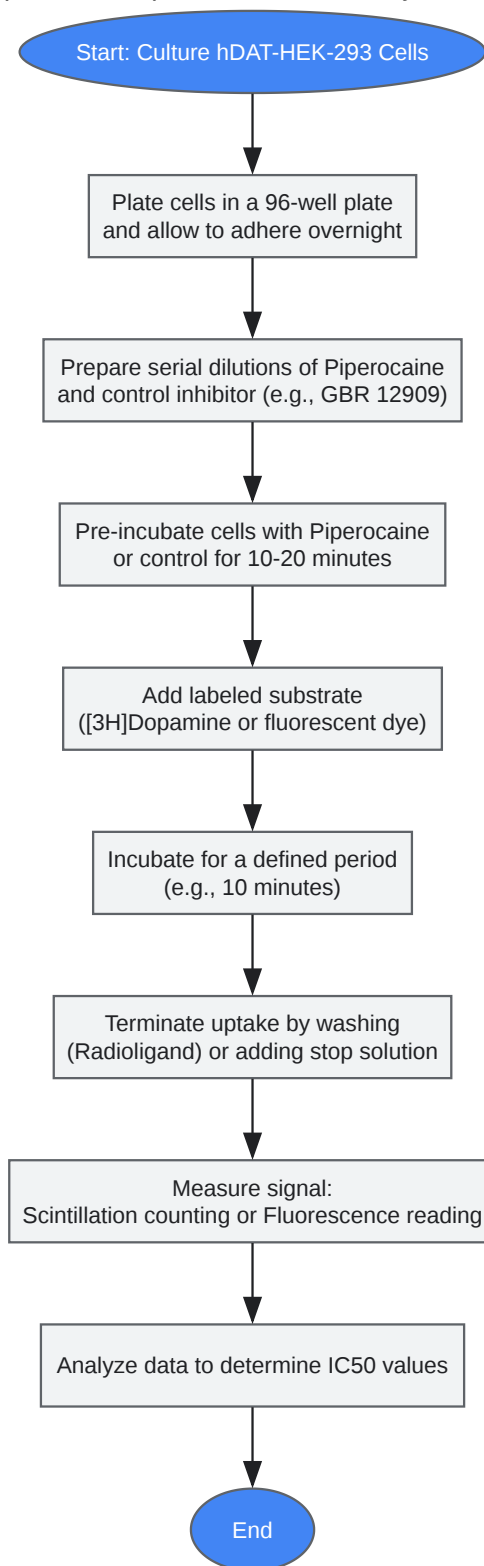 Start: Culture hDAT-HEK-293 Cells
Plate cells in a 96-well plate
and allow to adhere overnight
Prepare serial dilutions of Piperocaine
and control inhibitor (e.g., GBR 12909)
Pre-incubate cells with Piperocaine
or control for 10-20 minutes
Add labeled substrate
([3H]Dopamine or fluorescent dye)
Incubate for a defined period
(e.g., 10 minutes)
Terminate uptake by washing
(Radioligand) or adding stop solution
Measure signal:
Scintillation counting or Fluorescence reading
Analyze data to determine IC50 values
End